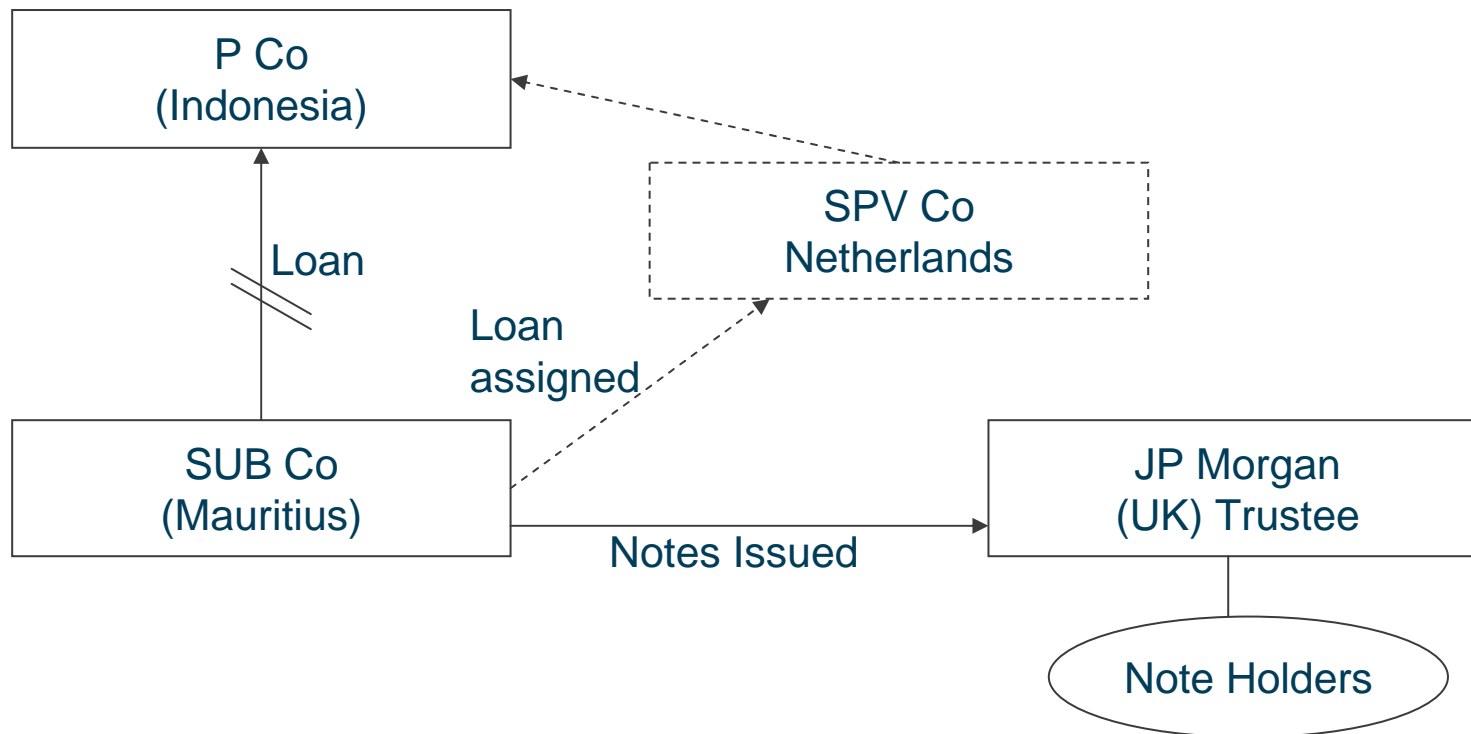 P Co
(Indonesia)
SPV Co
Netherlands
Loan
Loan
assigned
SUB Co
(Mauritius)
JP Morgan
(UK) Trustee
Notes Issued
Note Holders